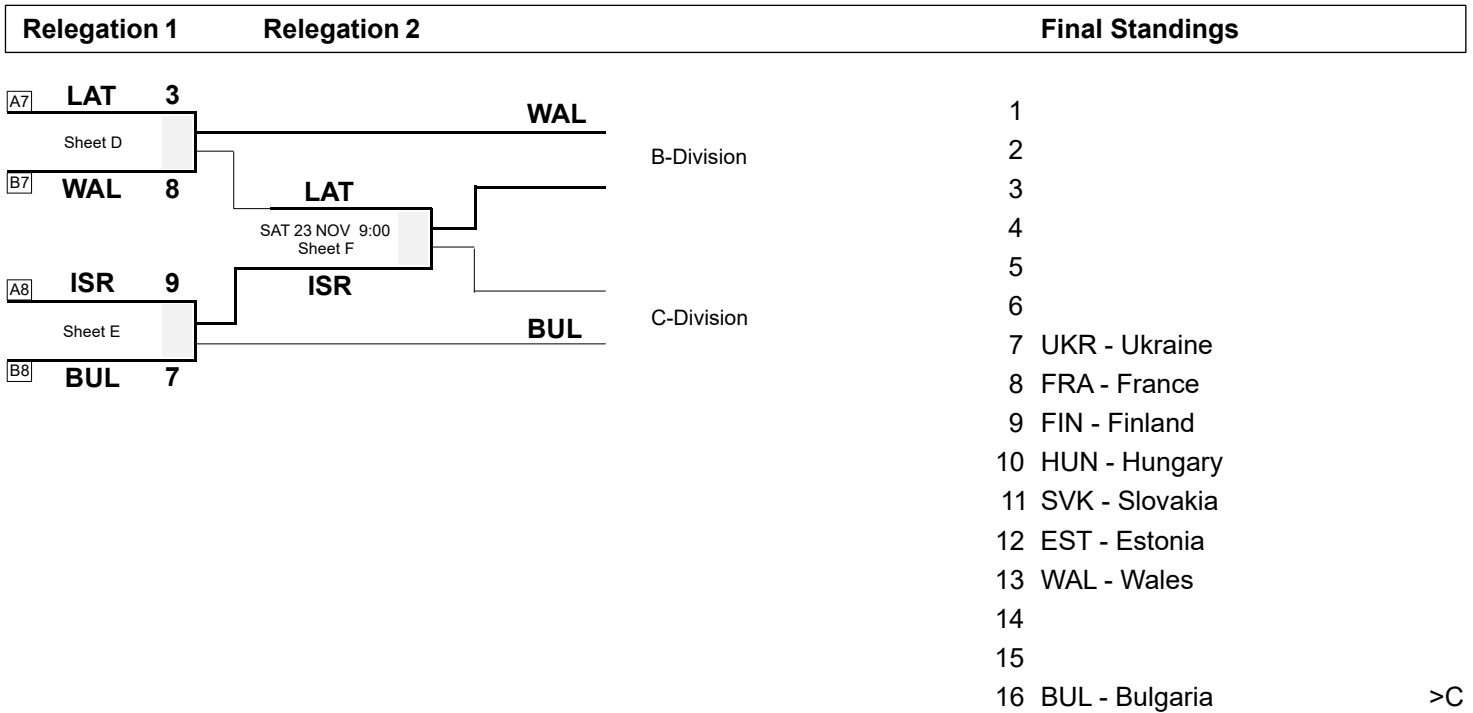 Relegation 1 Relegation 2 Final Standings
A7 LAT 3
Sheet D
B7 WAL 8
WAL
B-Division
LAT
SAT 23 NOV 9:00
Sheet F
ISR
A8 ISR 9
Sheet E
B8 BUL 7
BUL
C-Division
1
2
3
4
5
6
7 UKR - Ukraine
8 FRA - France
9 FIN - Finland
10 HUN - Hungary
11 SVK - Slovakia
12 EST - Estonia
13 WAL - Wales
14
15
16 BUL - Bulgaria >C